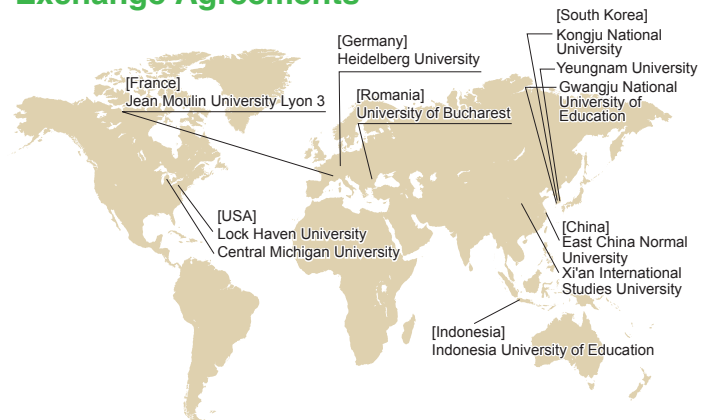 Exchange Agreements
[South Korea]
Kongju National
University
Yeungnam University
Gwangju National
University of
Education
[Germany]
Heidelberg University
[France]
Jean Moulin University Lyon 3
[Romania]
University of Bucharest
[USA]
Lock Haven University
Central Michigan University
[China]
East China Normal
University
Xi'an International
Studies University
[Indonesia]
Indonesia University of Education